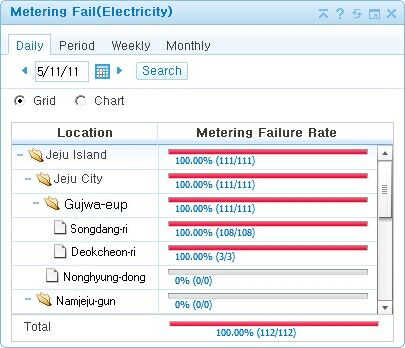 Metering Fail(Electricity)
Daily Period Weekly Monthly
5/11/11 Search
Grid Chart
Location Metering Failure Rate
Jeju Island 100.00% (111/111)
Jeju City 100.00% (111/111)
Gujwa-eup 100.00% (111/111)
Songdang-ri 100.00% (108/108)
Deokcheon-ri 100.00% (3/3)
Nonghyung-dong 0% (0/0)
Namjeju-gun 0% (0/0)
Total 100.00% (112/112)